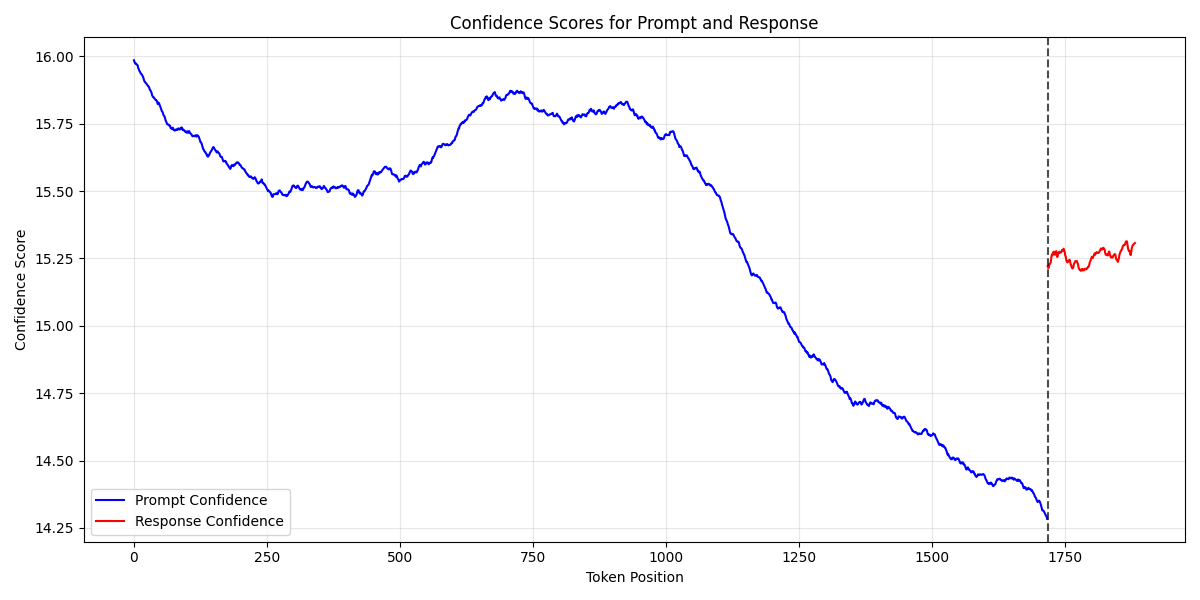 Confidence Scores for Prompt and Response
Confidence Score
16.00
15.75
15.50
15.25
15.00
14.75
14.50
14.25
Prompt Confidence
Response Confidence
0 250 500 750 1000 1250 1500 1750
Token Position